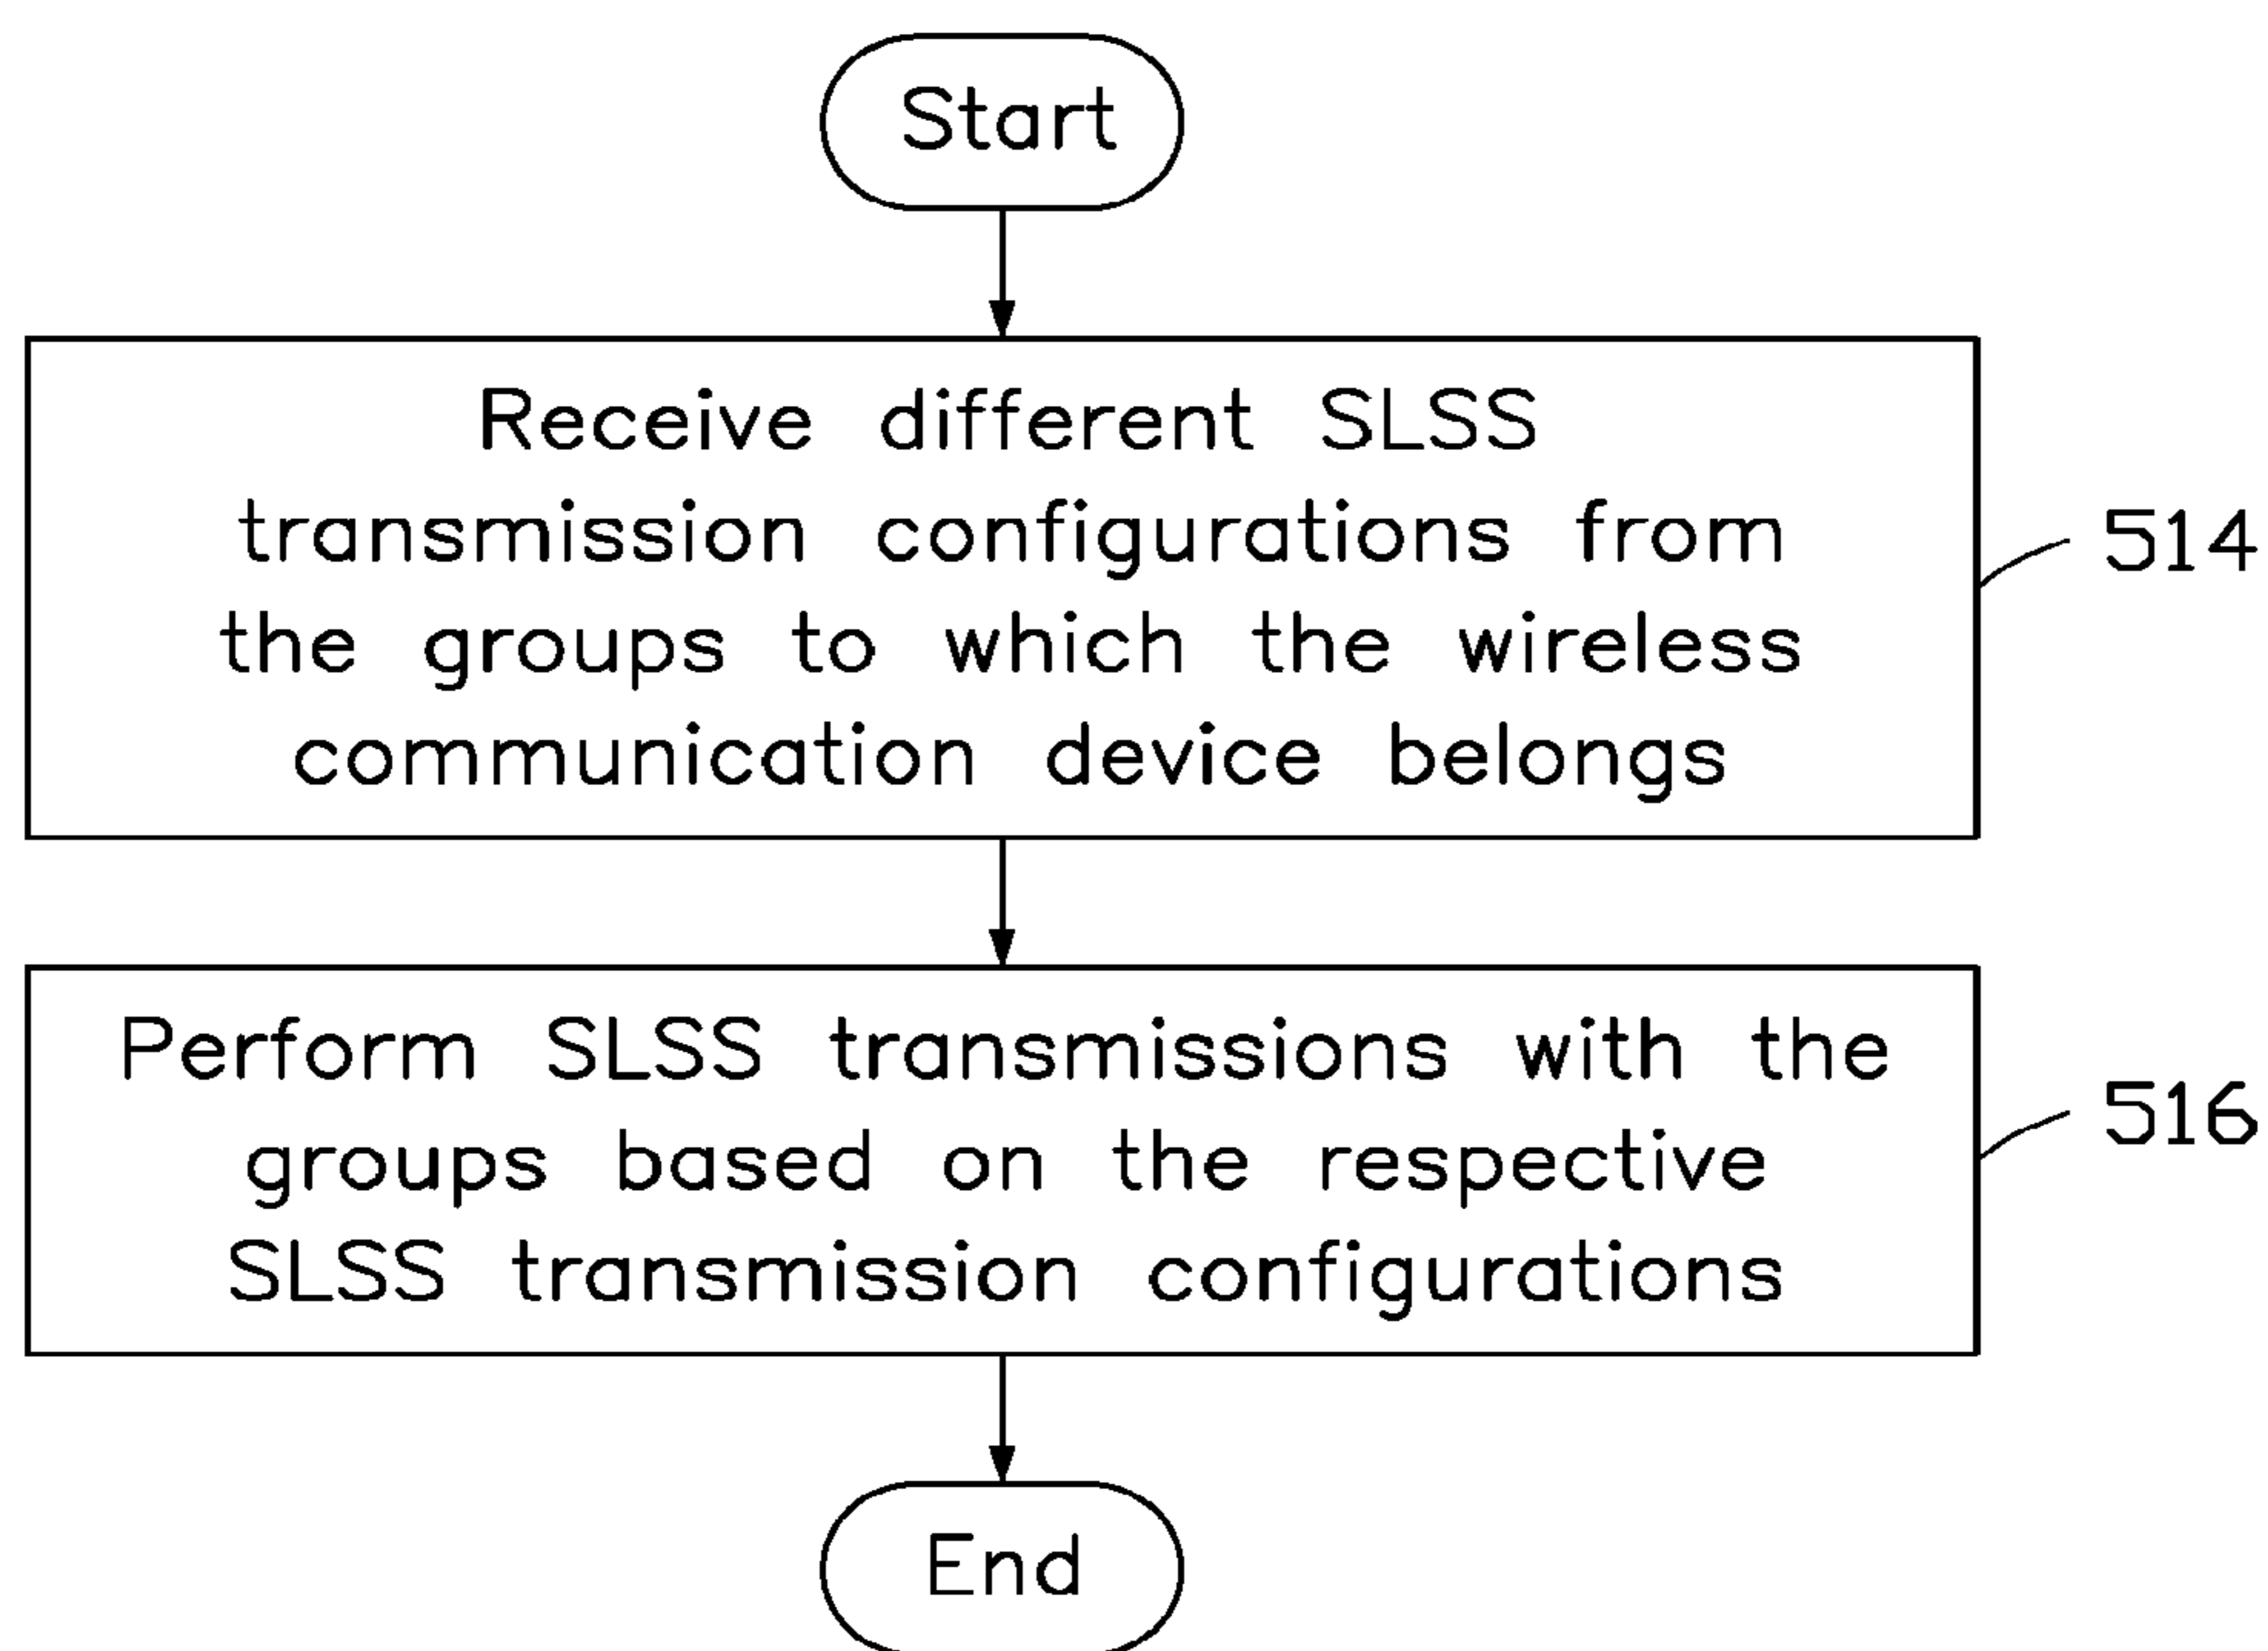 Start
Receive different SLSS
transmission configurations from
the groups to which the wireless
communication device belongs
514
Perform SLSS transmissions with the
groups based on the respective
SLSS transmission configurations
516
End